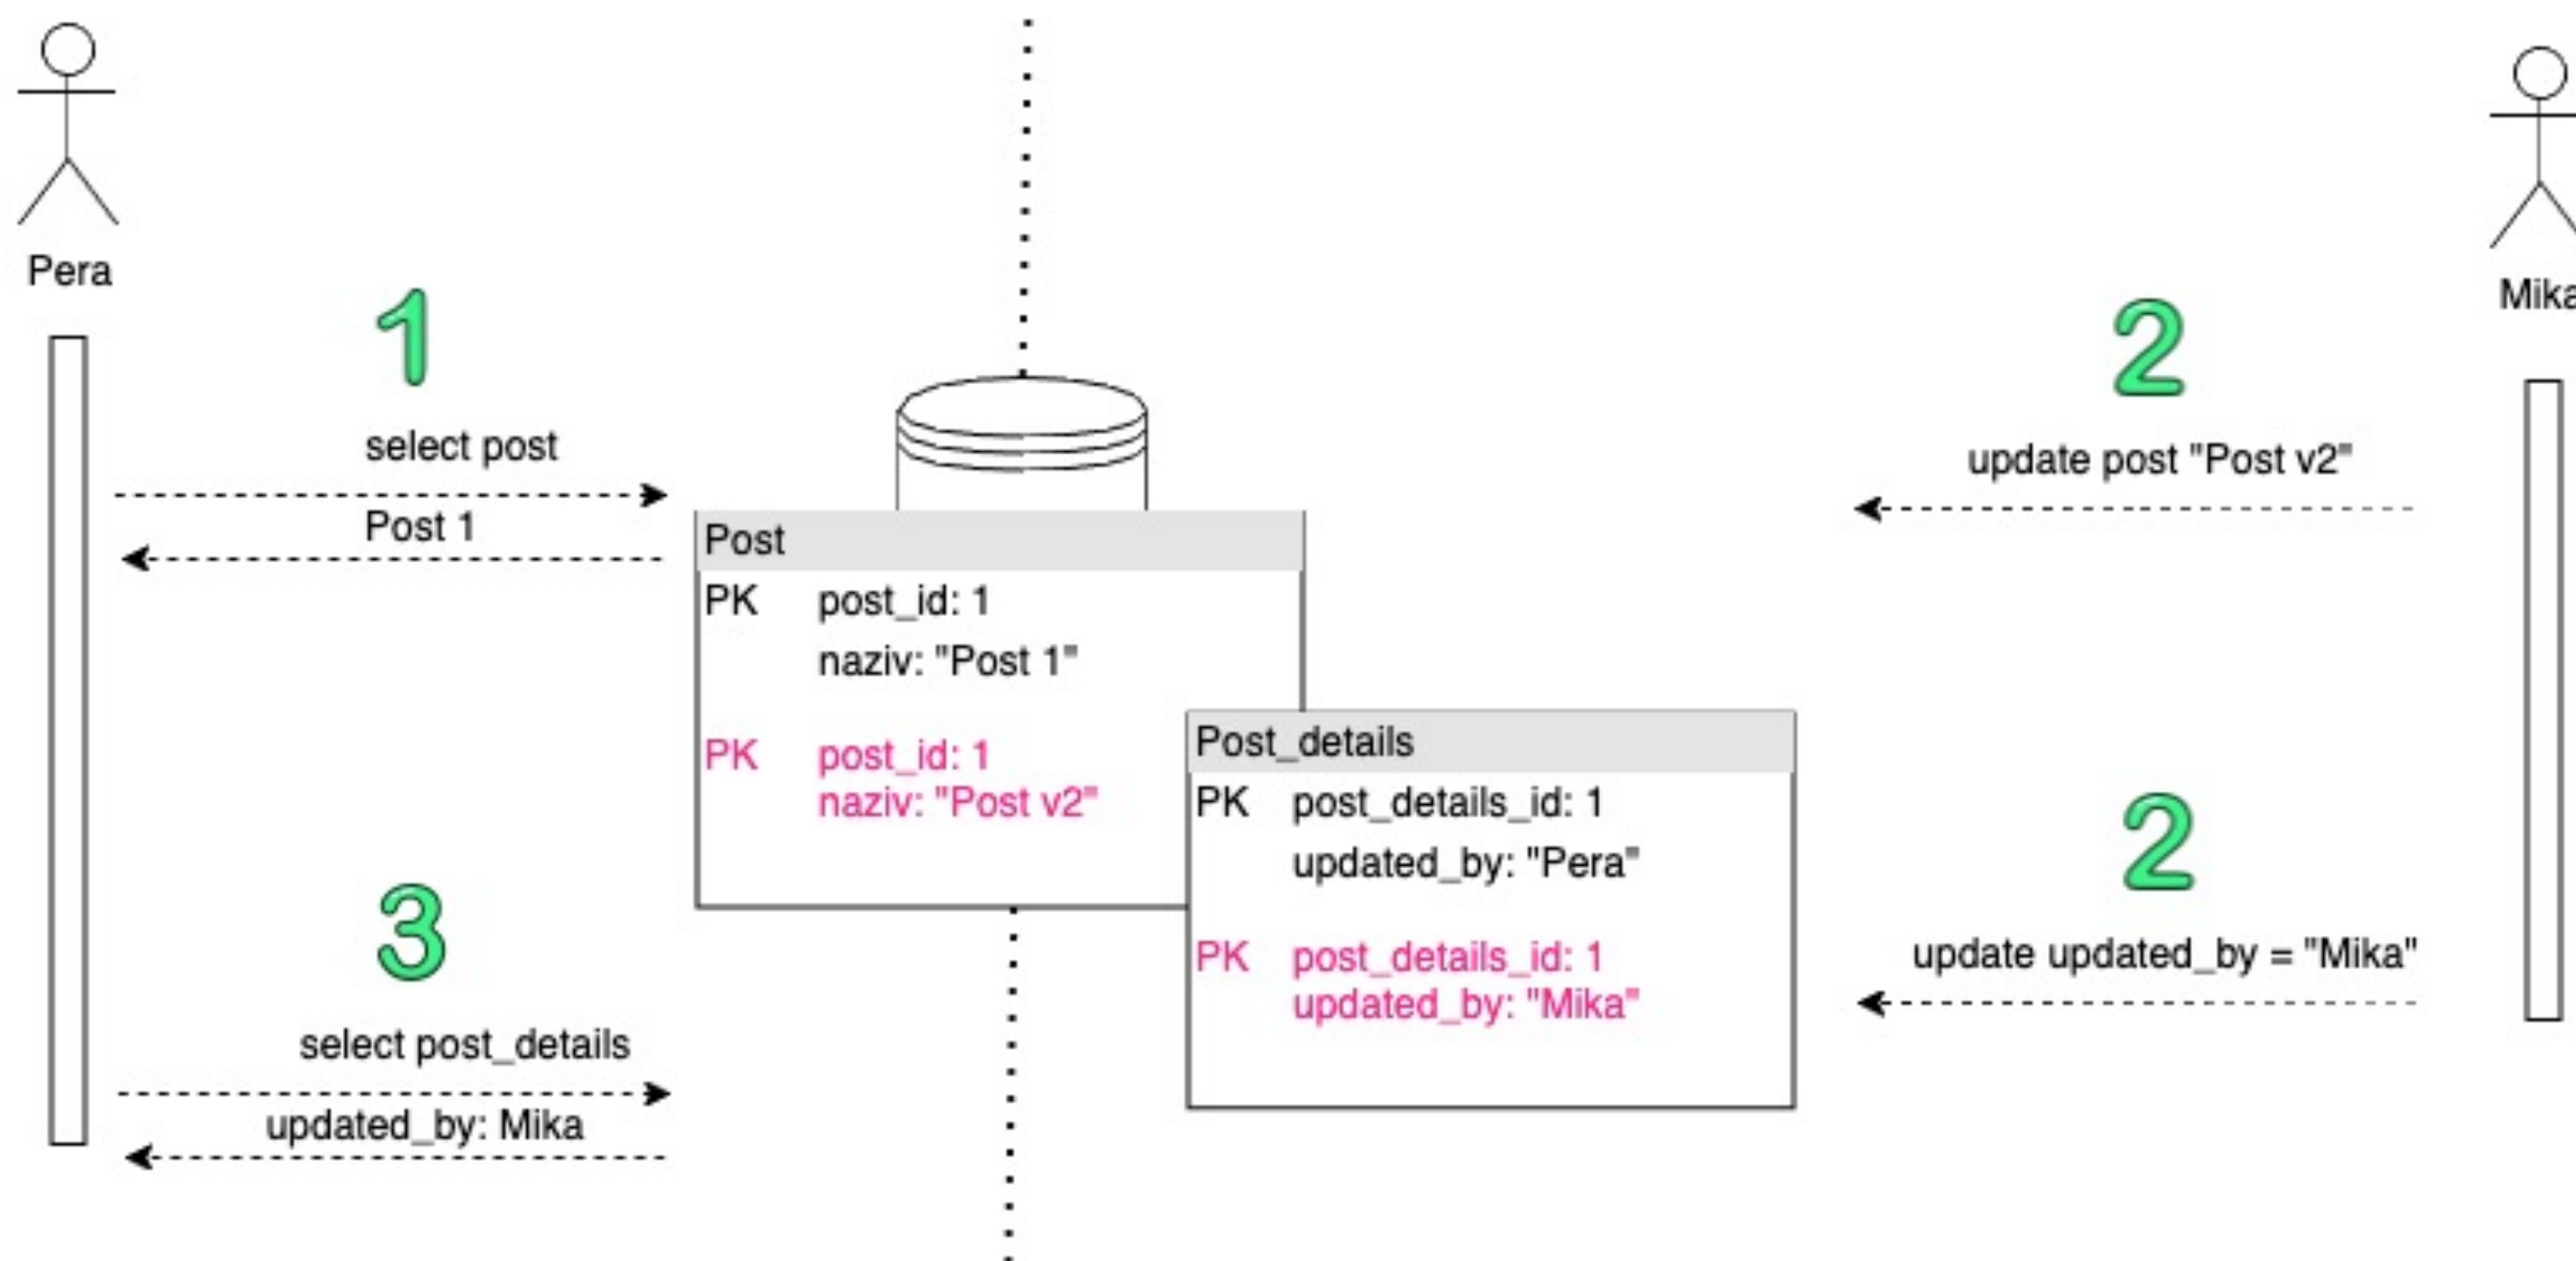 Pera
1
select post
Post 1
3
select post_details
updated_by: Mika
Post
PK post_id: 1
naziv: "Post 1"
PK post_id: 1
naziv: "Post v2"
Post_details
PK post_details_id: 1
updated_by: "Pera"
PK post_details_id: 1
updated_by: "Mika"
Mika
2
update post "Post v2"
2
update updated_by = "Mika"